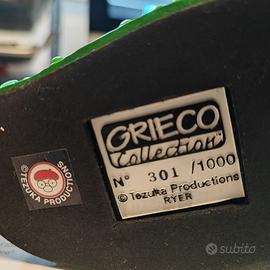 GRIECO
Collection
N° 301 /1000
© Tezuka Productions
RYER
©TEZUKA PRODUCTIONS
subito